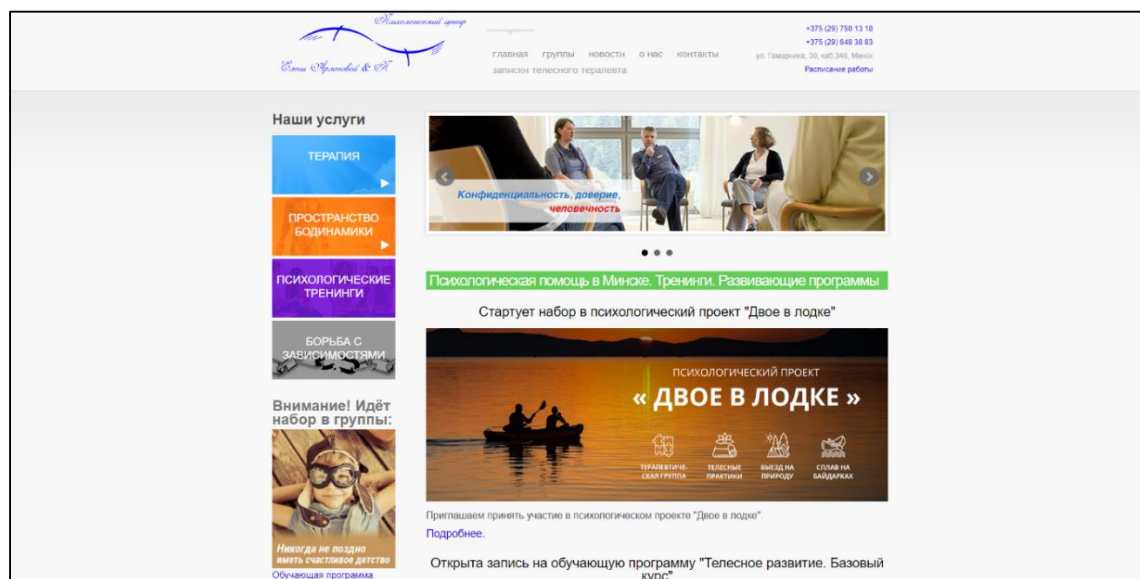 Психологический центр
Елены & Л
+375 (29) 750 13 18
+375 (29) 648 38 83
ул. Гамарника, 30, каб.340, Минск
Расписание работы
главная группы новости о нас контакты
записки телесного терапевта
Наши услуги
ТЕРАПИЯ
ПРОСТРАНСТВО
БОДИНАМИКИ
ПСИХОЛОГИЧЕСКИЕ
ТРЕНИНГИ
БОРЬБА С
ЗАВИСИМОСТЯМИ
Внимание! Идёт
набор в группы:
Никогда не поздно
иметь счастливое детство
Обучающая программа
Конфиденциальность, доверие,
человечность
Психологическая помощь в Минске. Тренинги. Развивающие программы
Стартует набор в психологический проект "Двое в лодке"
ПСИХОЛОГИЧЕСКИЙ ПРОЕКТ
« ДВОЕ В ЛОДКЕ »
ТЕРАПЕВТИЧЕ-
СКАЯ ГРУППА
ТЕЛЕСНЫЕ
ПРАКТИКИ
ВЫЕЗД НА
ПРИРОДУ
СПЛАВ НА
БАЙДАРКАХ
Приглашаем принять участие в психологическом проекте "Двое в лодке".
Подробнее.
Открыта запись на обучающую программу "Телесное развитие. Базовый
курс"